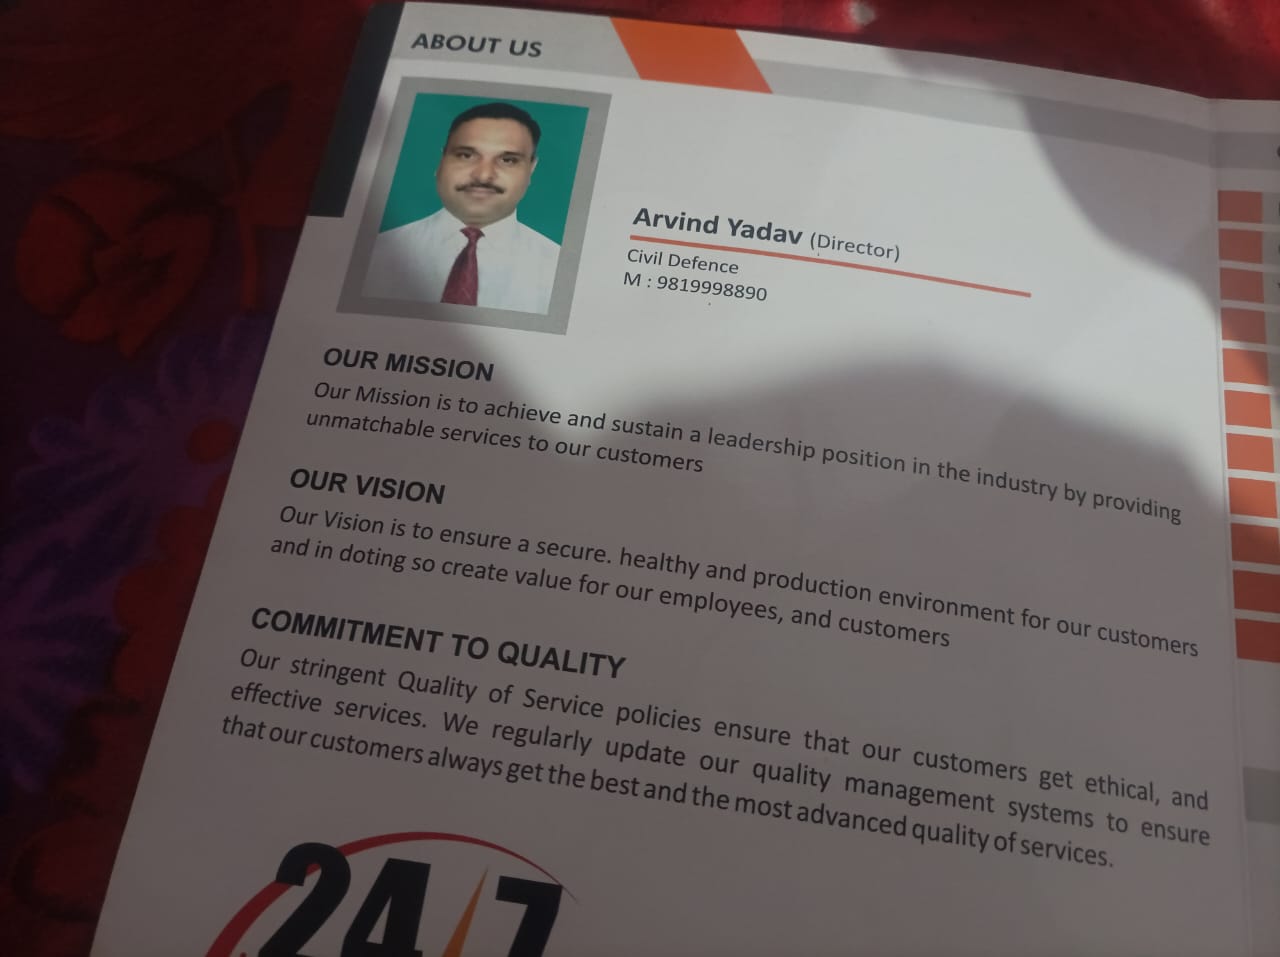 ABOUT US
Arvind Yadav (Director)
Civil Defence
M : 9819998890
OUR MISSION
Our Mission is to achieve and sustain a leadership position in the industry by providing
unmatchable services to our customers
OUR VISION
Our Vision is to ensure a secure. healthy and production environment for our customers
and in doting so create value for our employees, and customers
COMMITMENT TO QUALITY
Our stringent Quality of Service policies ensure that our customers get ethical, and
effective services. We regularly update our quality management systems to ensure
that our customers always get the best and the most advanced quality of services.
24/7